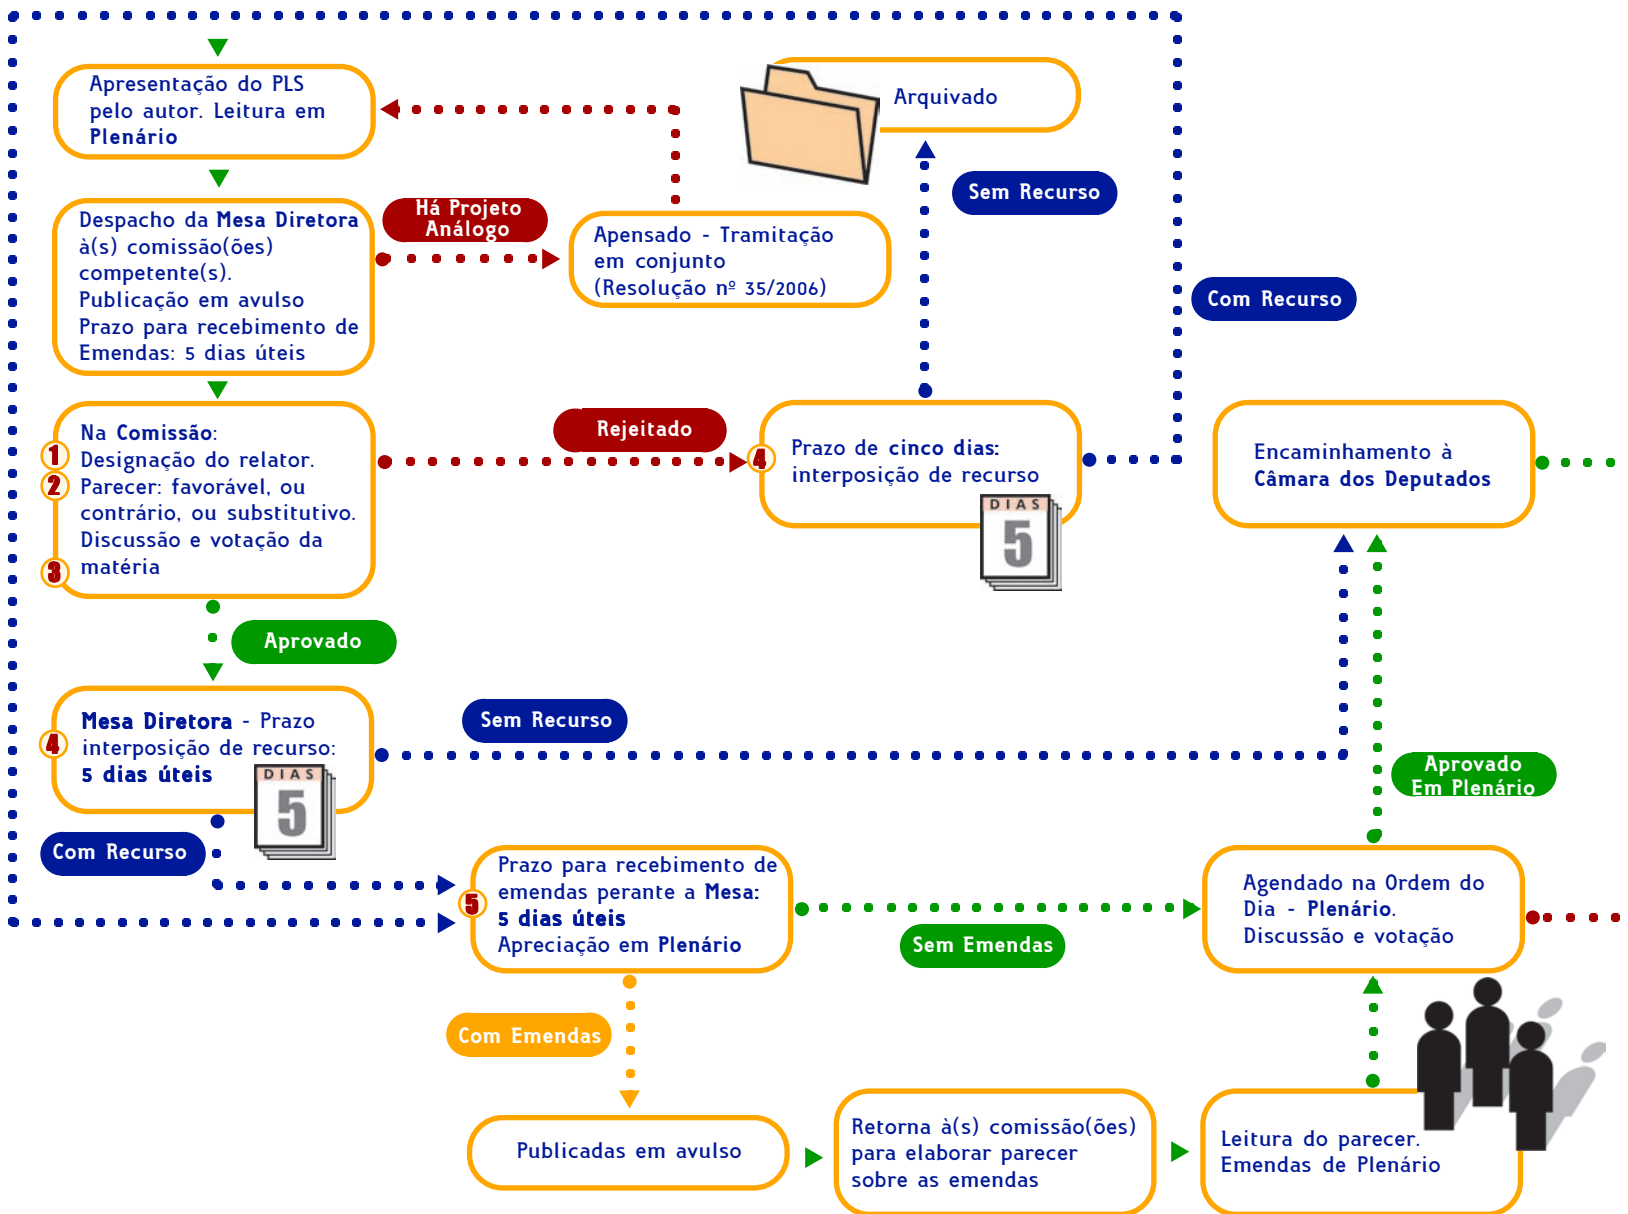 Apresentação do PLS
pelo autor. Leitura em
Plenário
Arquivado
Sem Recurso
Despacho da Mesa Diretora
à(s) comissão(ões)
competente(s).
Publicação em avulso
Prazo para recebimento de
Emendas: 5 dias úteis
Há Projeto
Análogo
Apensado - Tramitação
em conjunto
(Resolução nº 35/2006)
Com Recurso
Na Comissão:
1
Designação do relator.
2
Parecer: favorável, ou
contrário, ou substitutivo.
Discussão e votação da
3
matéria
Rejeitado
4
Prazo de cinco dias:
interposição de recurso
DIAS
5
Encaminhamento à
Câmara dos Deputados
Aprovado
4
Mesa Diretora - Prazo
interposição de recurso:
5 dias úteis
DIAS
5
Sem Recurso
Aprovado
Em Plenário
Com Recurso
5
Prazo para recebimento de
emendas perante a Mesa:
5 dias úteis
Apreciação em Plenário
Sem Emendas
Agendado na Ordem do
Dia - Plenário.
Discussão e votação
Com Emendas
Publicadas em avulso
Retorna à(s) comissão(ões)
para elaborar parecer
sobre as emendas
Leitura do parecer.
Emendas de Plenário